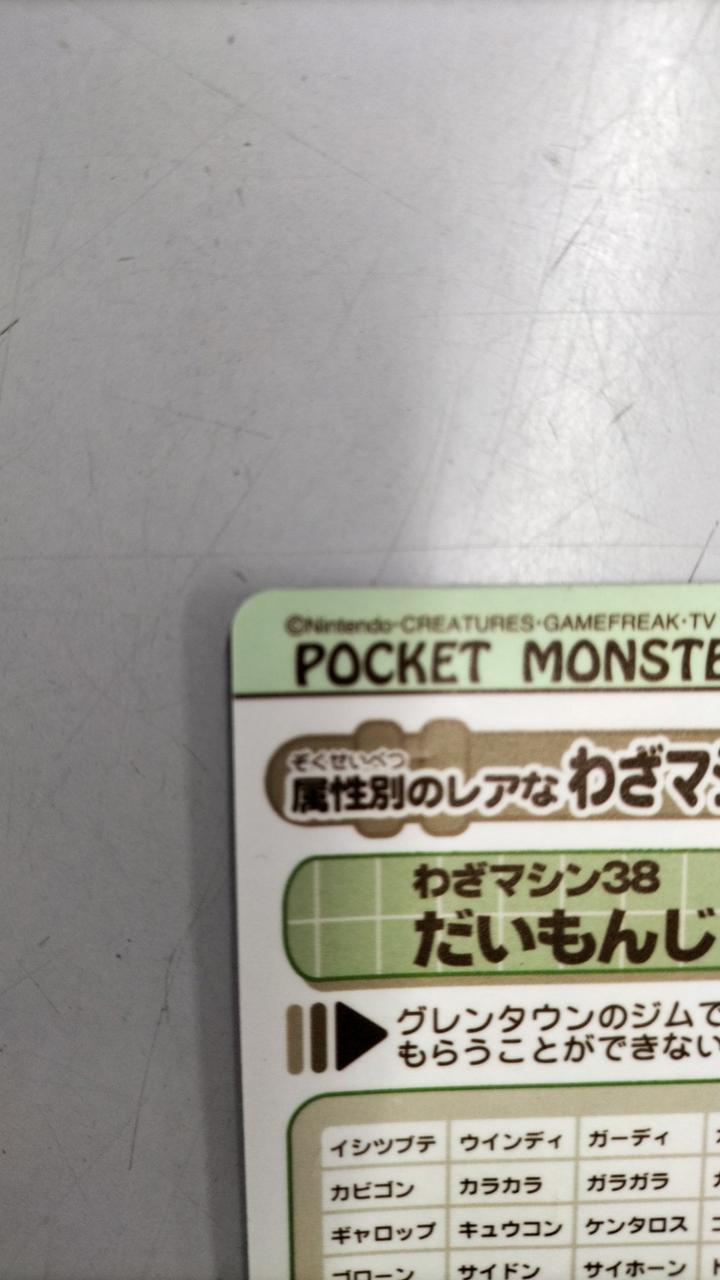 ©Nintendo·CREATURES·GAMEFREAK·TV
POCKET MONSTE
ぞくせいべつ
属性別のレアな わざマ
わざマシン38
だいもんじ
グレンタウンのジムで
もらうことができない
イシツブテ ウインディ ガーディ
カビゴン カラカラ ガラガラ
ギャロップ キュウコン ケンタロス
ゴローン サイドン サイホーン